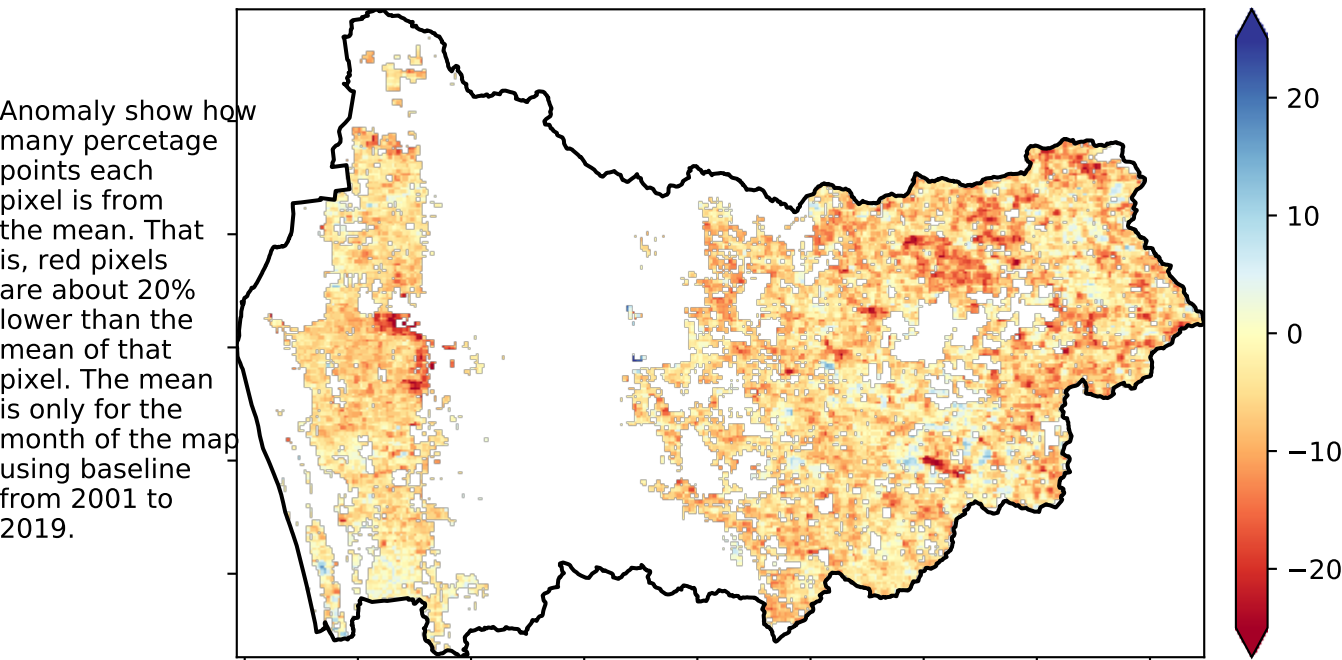 Anomaly show how
many percetage
points each
pixel is from
the mean. That
is, red pixels
are about 20%
lower than the
mean of that
pixel. The mean
is only for the
month of the map
using baseline
from 2001 to
2019.
20
10
0
−10
−20